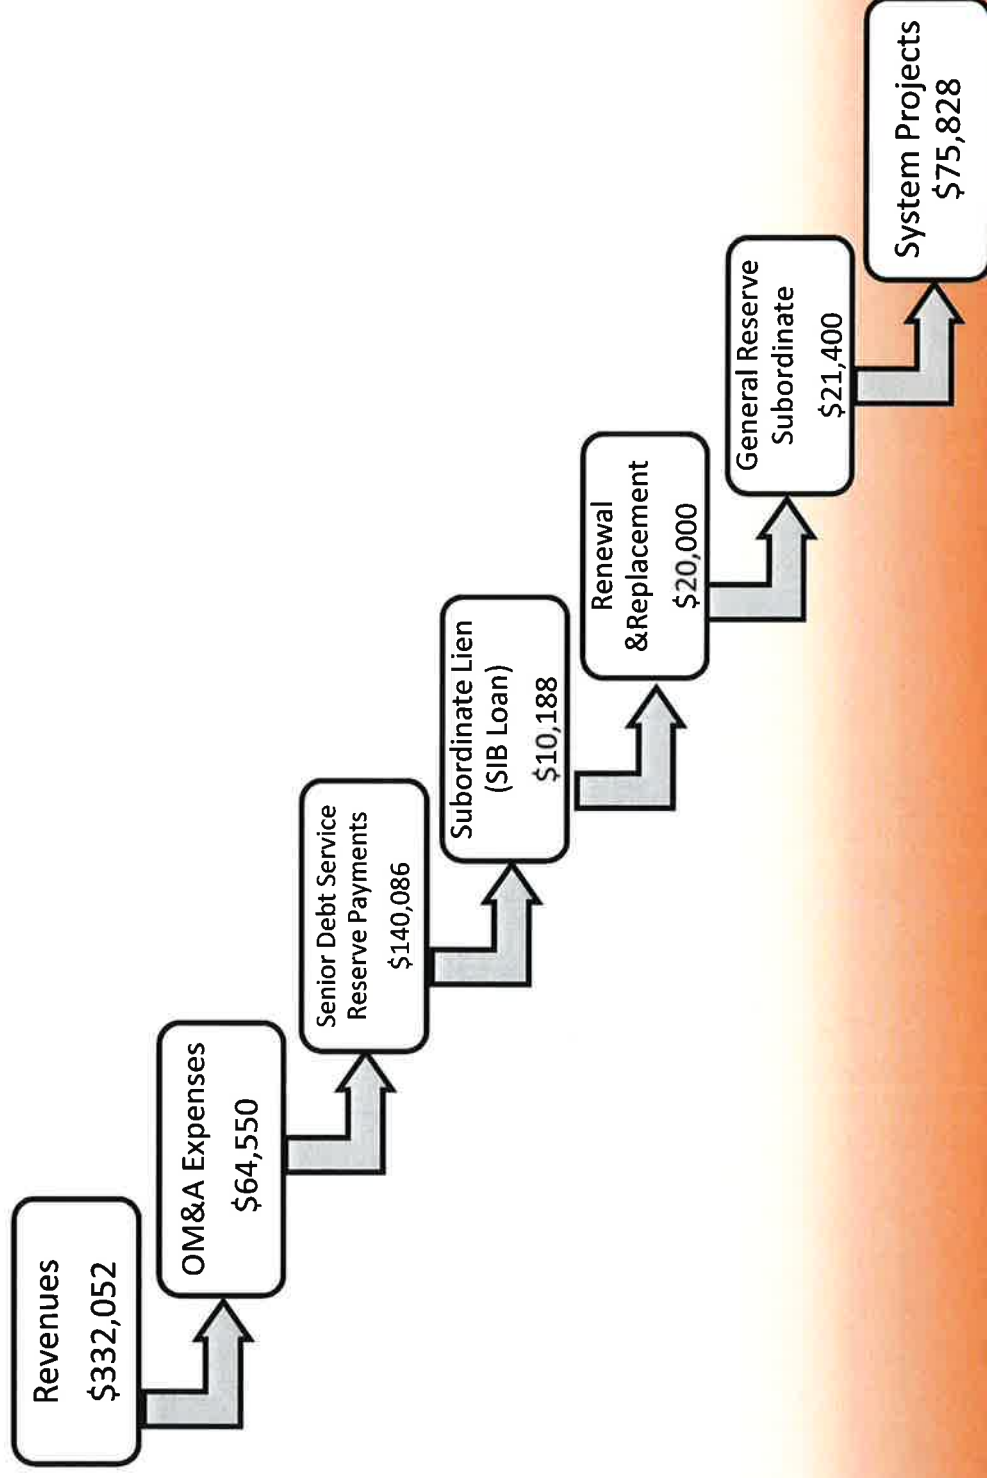 Revenues
$332,052
OM&A Expenses
$64,550
Senior Debt Service
Reserve Payments
$140,086
Subordinate Lien
(SIB Loan)
$10,188
Renewal
&Replacement
$20,000
General Reserve
Subordinate
$21,400
System Projects
$75,828